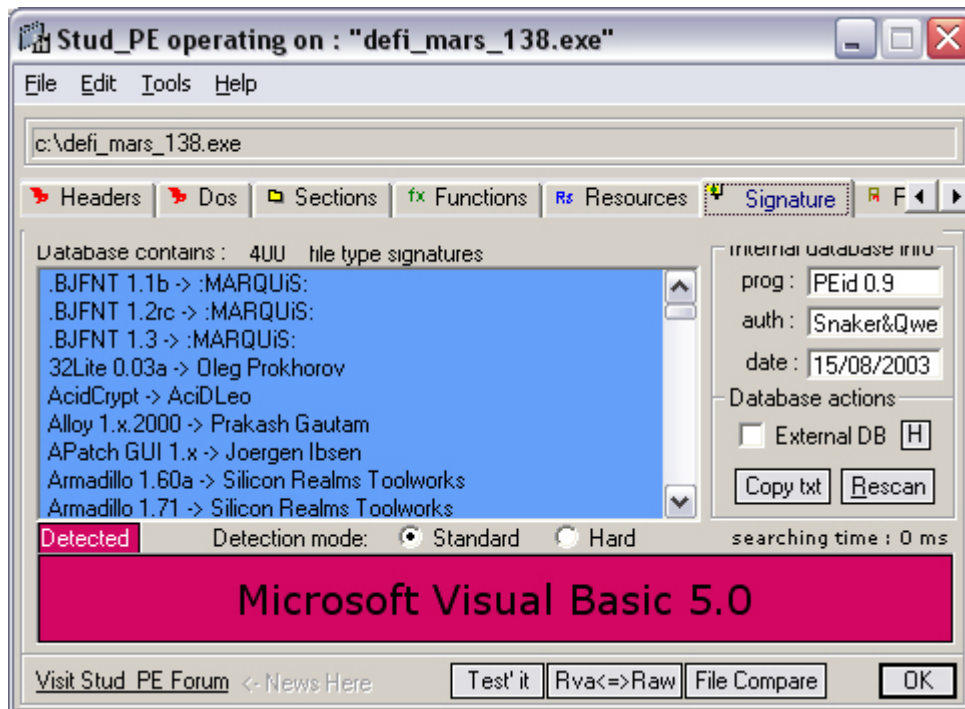 Stud_PE operating on : "defi_mars_138.exe"
File Edit Tools Help
c:\defi_mars_138.exe
Headers Dos Sections fx Functions Rs Resources Signature F
Database contains : 400 file type signatures
.BJFNT 1.1b -> :MARQUiS:
.BJFNT 1.2rc -> :MARQUiS:
.BJFNT 1.3 -> :MARQUiS:
32Lite 0.03a -> Oleg Prokhorov
AcidCrypt -> AciDLeo
Alloy 1.x.2000 -> Prakash Gautam
APatch GUI 1.x -> Joergen Ibsen
Armadillo 1.60a -> Silicon Realms Toolworks
Armadillo 1.71 -> Silicon Realms Toolworks
Internal database info
prog : PEid 0.9
auth : Snaker&Qwe
date : 15/08/2003
Database actions
External DB H
Copy txt Rescan
Detected Detection mode: Standard Hard searching time : 0 ms
Microsoft Visual Basic 5.0
Visit Stud_PE Forum <- News Here Test' it Rva<=>Raw File Compare OK